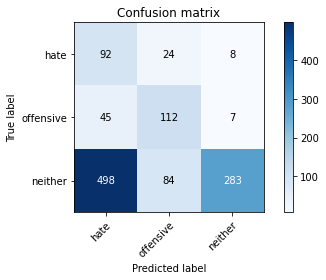 Confusion matrix
hate 92 24 8
offensive 45 112 7
neither 498 84 283
hate offensive neither
True label
Predicted label
400
300
200
100